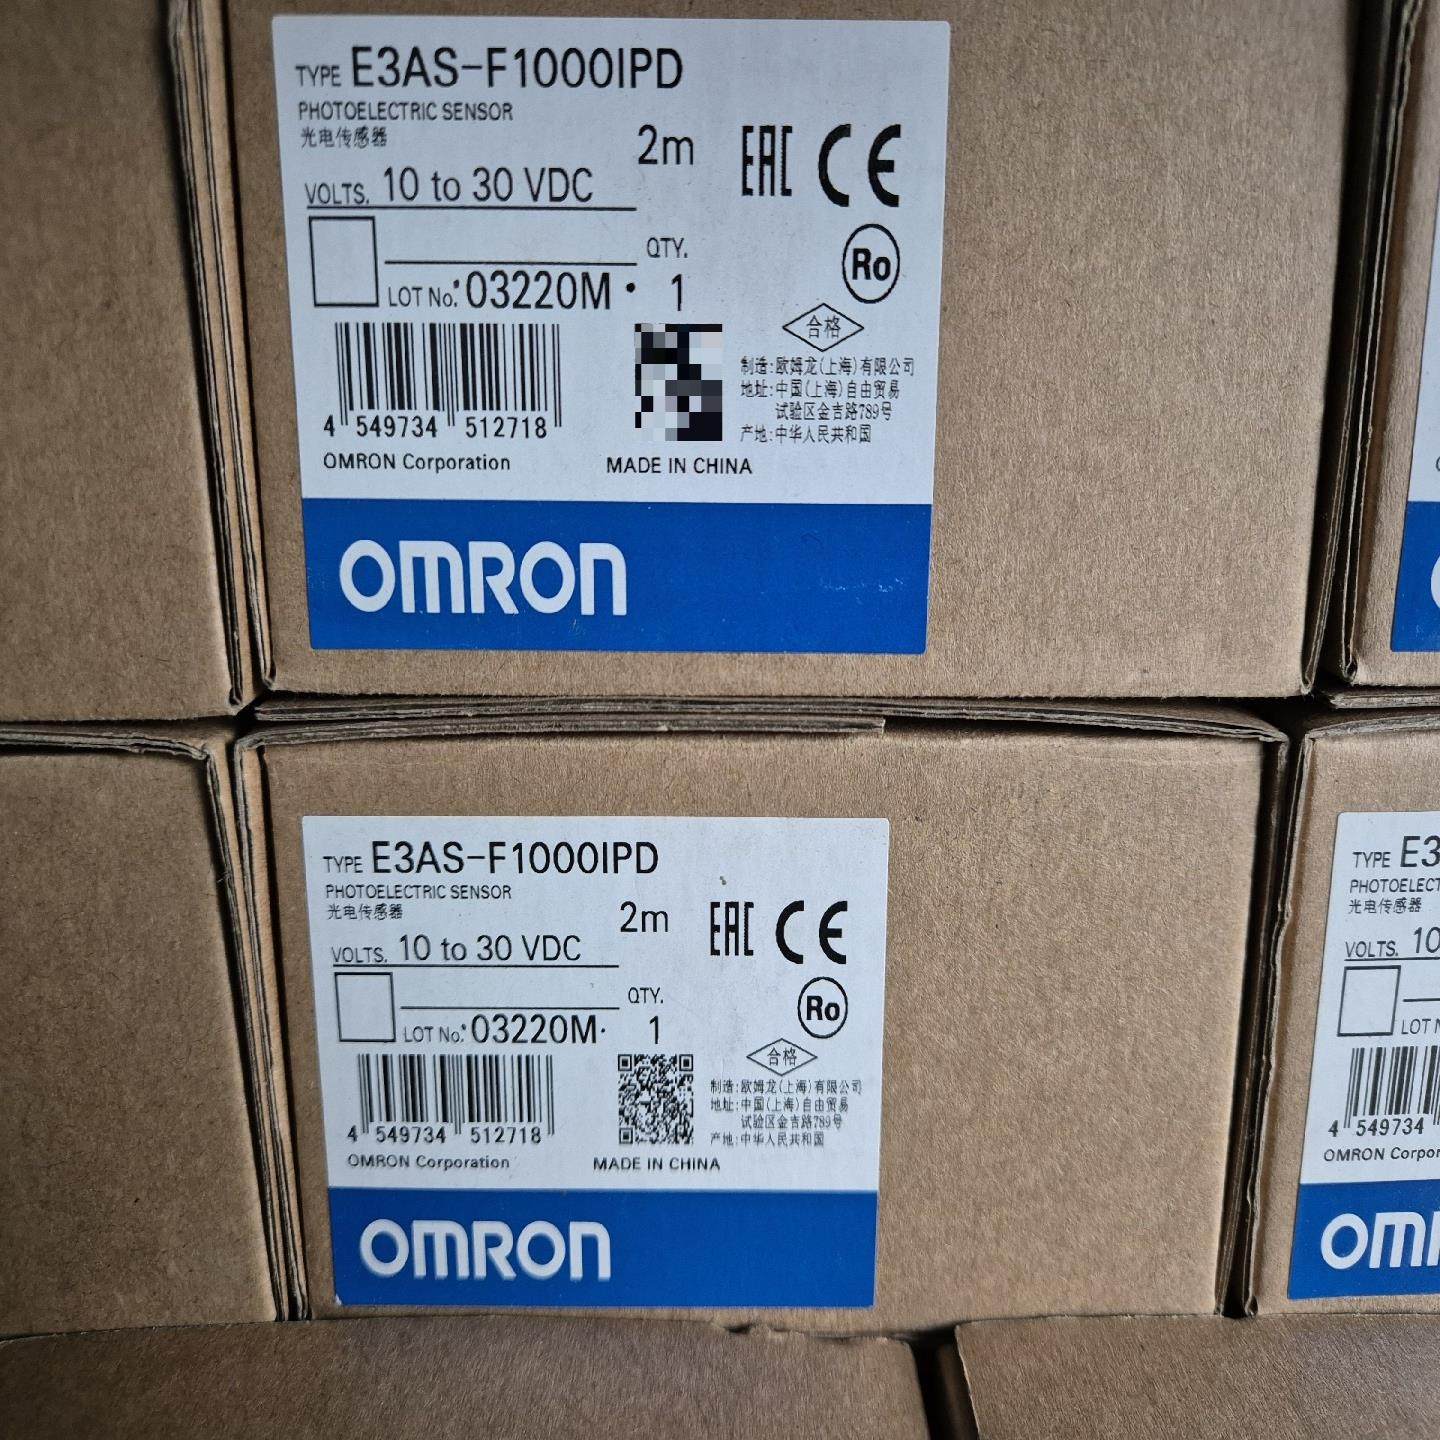 TYPE E3AS-F1000IPD
PHOTOELECTRIC SENSOR
光电传感器
2m
EAC CE
VOLTS. 10 to 30 VDC
QTY.
Ro
LOT No. 03220M 1
合格
制造:欧姆龙(上海)有限公司
地址:中国(上海)自由贸易
试验区金吉路789号
产地:中华人民共和国
4 549734 512718
OMRON Corporation
MADE IN CHINA
OMRON
TYPE E3AS-F1000IPD
PHOTOELECTRIC SENSOR
光电传感器
2m
EAC CE
VOLTS. 10 to 30 VDC
QTY.
Ro
LOT No. 03220M 1
合格
制造:欧姆龙(上海)有限公司
地址:中国(上海)自由贸易
试验区金吉路789号
产地:中华人民共和国
4 549734 512718
OMRON Corporation
MADE IN CHINA
OMRON
TYPE E3
PHOTOELECT
光电传感器
VOLTS. 10
LOT N
4 549734
OMRON Corpor
OMR